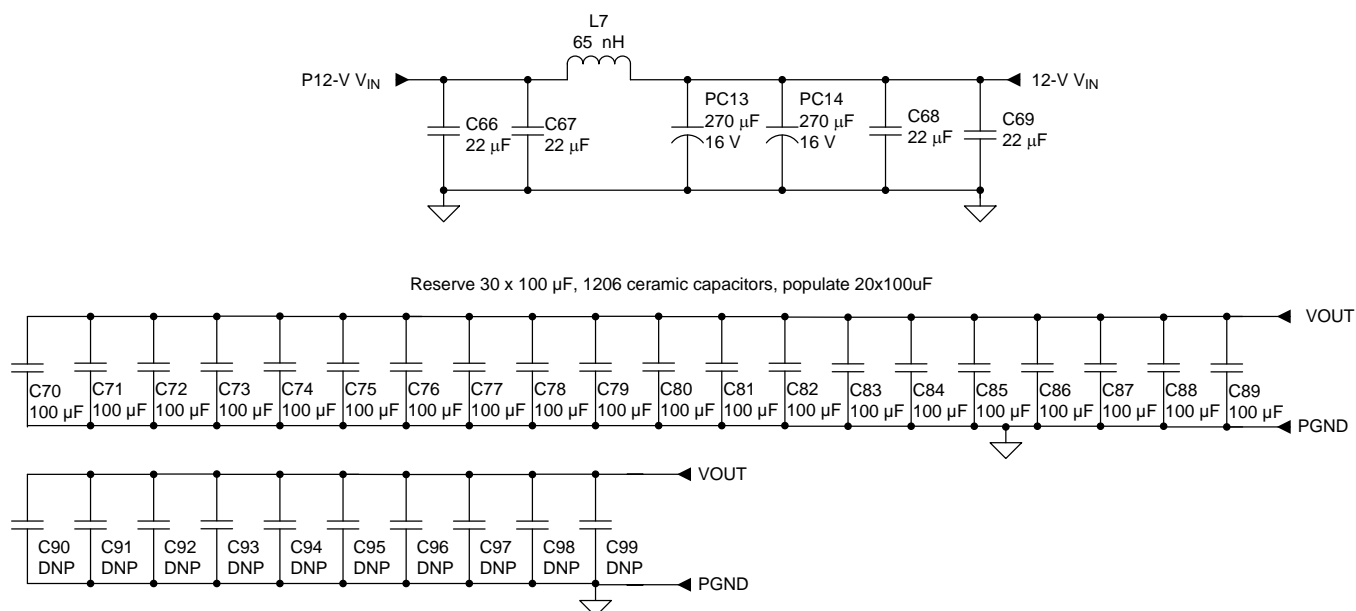 L7
65 nH
P12-V VIN
12-V VIN
C66
22 μF
C67
22 μF
PC13
270 μF
16 V
PC14
270 μF
16 V
C68
22 μF
C69
22 μF
Reserve 30 x 100 µF, 1206 ceramic capacitors, populate 20x100uF
VOUT
C70
100 µF
C71
100 µF
C72
100 µF
C73
100 µF
C74
100 µF
C75
100 µF
C76
100 µF
C77
100 µF
C78
100 µF
C79
100 µF
C80
100 µF
C81
100 µF
C82
100 µF
C83
100 µF
C84
100 µF
C85
100 µF
C86
100 µF
C87
100 µF
C88
100 µF
C89
100 µF
PGND
VOUT
C90
DNP
C91
DNP
C92
DNP
C93
DNP
C94
DNP
C95
DNP
C96
DNP
C97
DNP
C98
DNP
C99
DNP
PGND